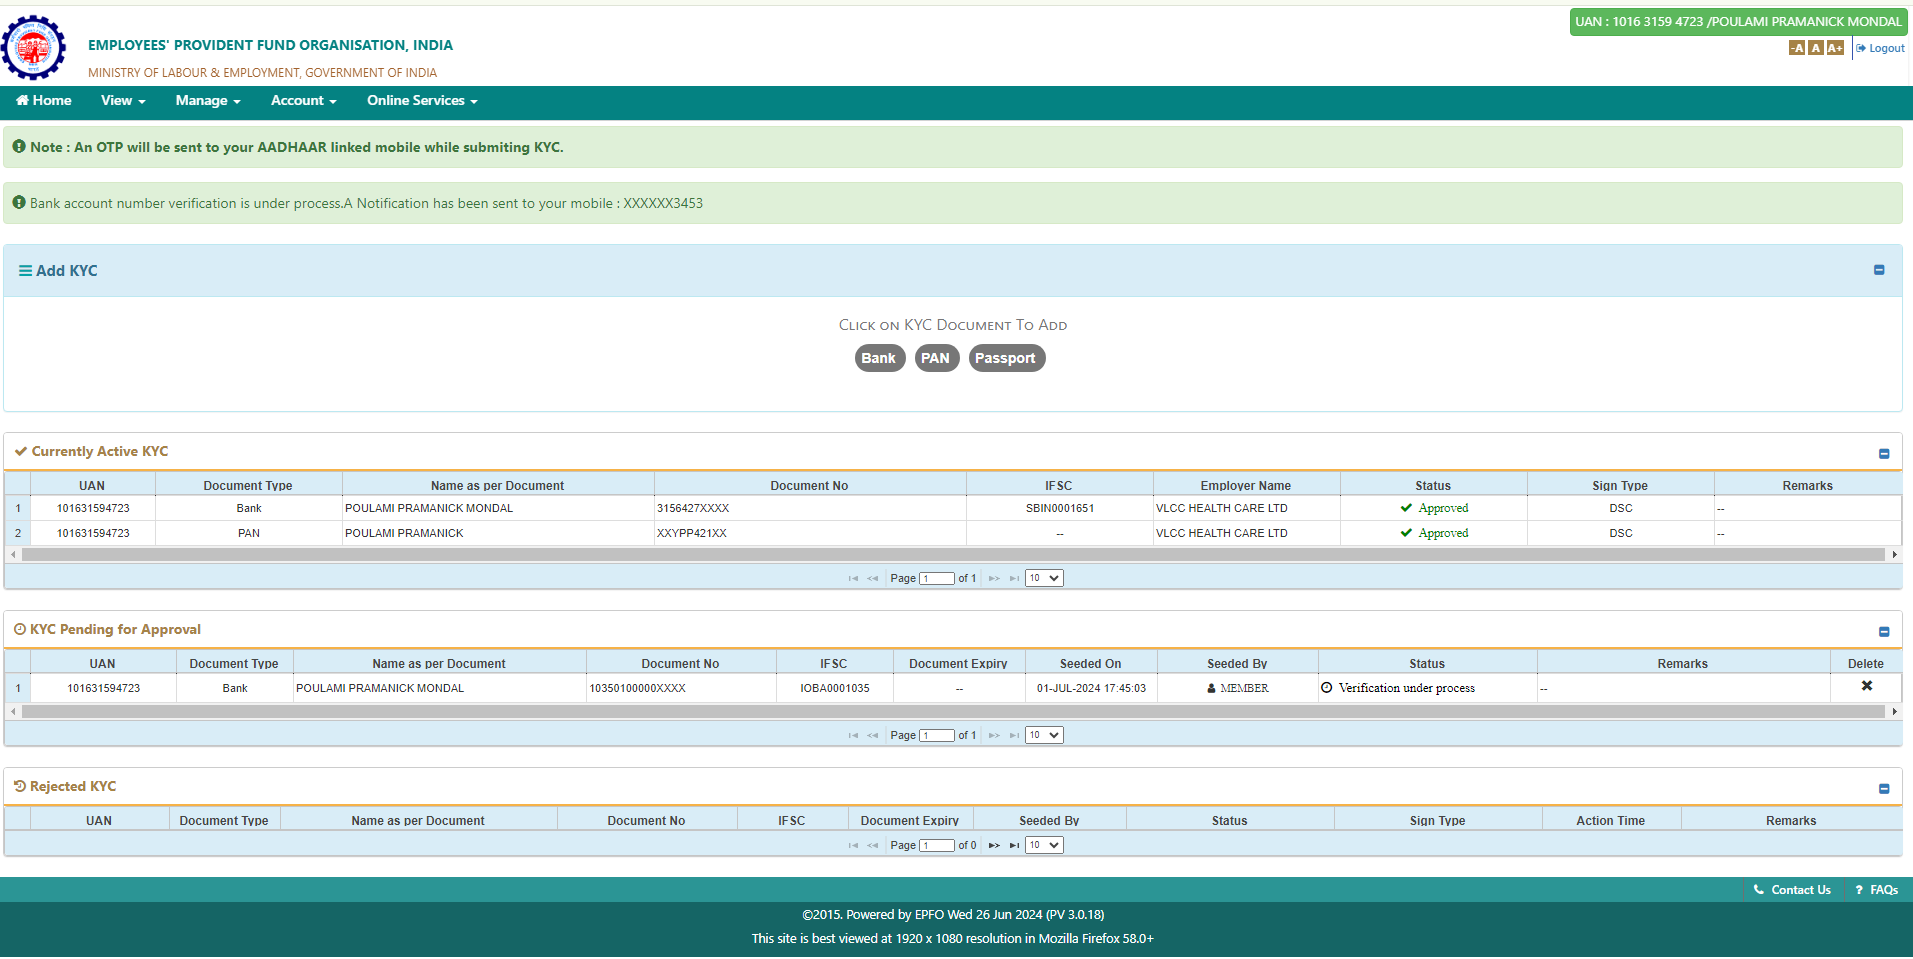 UAN : 1016 3159 4723 /POULAMI PRAMANICK MONDAL
EMPLOYEES' PROVIDENT FUND ORGANISATION, INDIA
-A A A+ Logout
MINISTRY OF LABOUR & EMPLOYMENT, GOVERNMENT OF INDIA
Home View Manage Account Online Services
Note : An OTP will be sent to your AADHAAR linked mobile while submiting KYC.
Bank account number verification is under process.A Notification has been sent to your mobile : XXXXXX3453
Add KYC
Click on KYC Document To Add
Bank PAN Passport
Currently Active KYC
UAN Document Type Name as per Document Document No IFSC Employer Name Status Sign Type Remarks
1 101631594723 Bank POULAMI PRAMANICK MONDAL 3156427XXXX SBIN0001651 VLCC HEALTH CARE LTD Approved DSC --
2 101631594723 PAN POULAMI PRAMANICK XXYPP421XX -- VLCC HEALTH CARE LTD Approved DSC --
Page 1 of 1 10
KYC Pending for Approval
UAN Document Type Name as per Document Document No IFSC Document Expiry Seeded On Seeded By Status Remarks Delete
1 101631594723 Bank POULAMI PRAMANICK MONDAL 10350100000XXXX IOBA0001035 -- 01-JUL-2024 17:45:03 MEMBER Verification under process --
Page 1 of 1 10
Rejected KYC
UAN Document Type Name as per Document Document No IFSC Document Expiry Seeded By Status Sign Type Action Time Remarks
Page 1 of 0 10
Contact Us ? FAQs
©2015. Powered by EPFO Wed 26 Jun 2024 (PV 3.0.18)
This site is best viewed at 1920 x 1080 resolution in Mozilla Firefox 58.0+